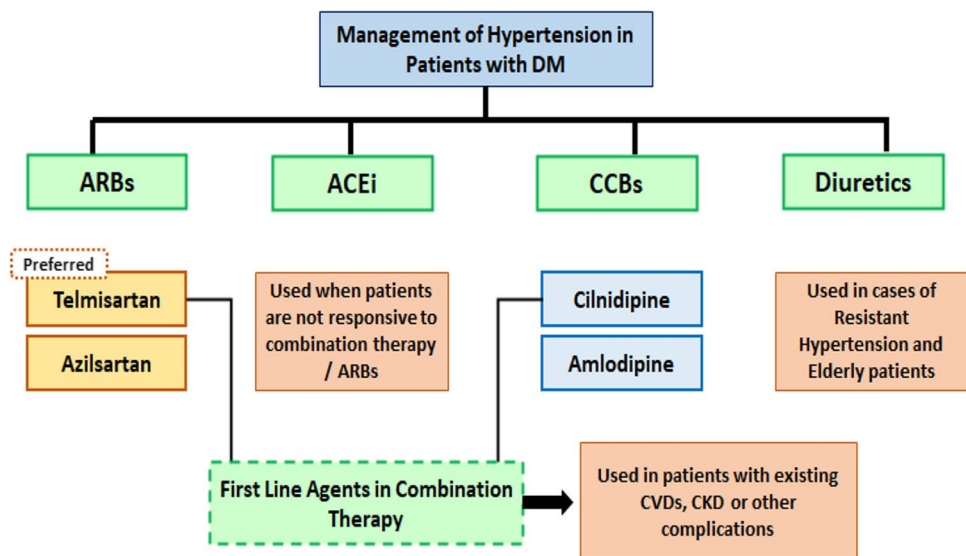 Management of Hypertension in
Patients with DM
ARBs
ACEi
CCBs
Diuretics
Preferred
Telmisartan
Azilsartan
Used when patients
are not responsive to
combination therapy
/ ARBs
Cilnidipine
Amlodipine
Used in cases of
Resistant
Hypertension and
Elderly patients
First Line Agents in Combination
Therapy
Used in patients with existing
CVDs, CKD or other
complications